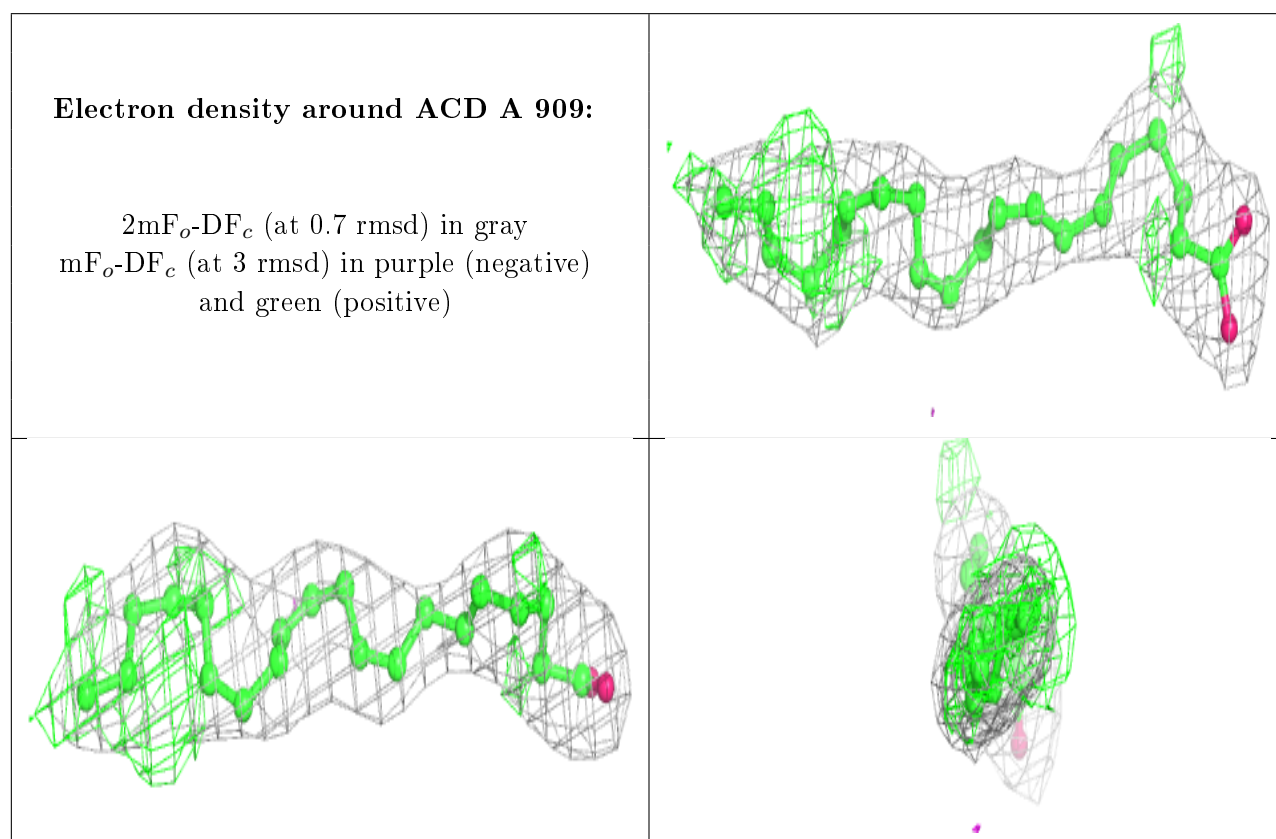 Electron density around ACD A 909:
2mFo-DFc (at 0.7 rmsd) in gray
mFo-DFc (at 3 rmsd) in purple (negative)
and green (positive)